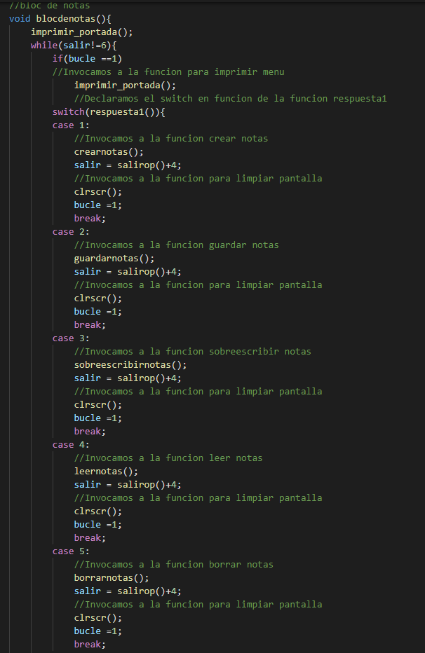 //bloc de notas
void blocdenotas(){
imprimir_portada();
while(salir!=6){
if(bucle ==1)
//Invocamos a la funcion para imprimir menu
imprimir_portada();
//Declaramos el switch en funcion de la funcion respuesta1
switch(respuesta1()){
case 1:
//Invocamos a la funcion crear notas
crearnotas();
salir = salirop()+4;
//Invocamos a la funcion para limpiar pantalla
clrscr();
bucle =1;
break;
case 2:
//Invocamos a la funcion guardar notas
guardarnotas();
salir = salirop()+4;
//Invocamos a la funcion para limpiar pantalla
clrscr();
bucle =1;
break;
case 3:
//Invocamos a la funcion sobreescribir notas
sobreescribirnotas();
salir = salirop()+4;
//Invocamos a la funcion para limpiar pantalla
clrscr();
bucle =1;
break;
case 4:
//Invocamos a la funcion leer notas
leernotas();
salir = salirop()+4;
//Invocamos a la funcion para limpiar pantalla
clrscr();
bucle =1;
break;
case 5:
//Invocamos a la funcion borrar notas
borrarnotas();
salir = salirop()+4;
//Invocamos a la funcion para limpiar pantalla
clrscr();
bucle =1;
break;